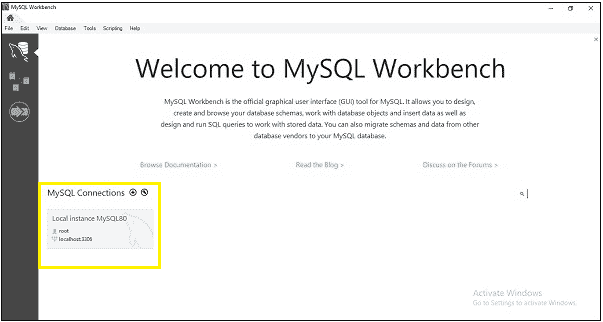 MySQL Workbench
File Edit View Database Tools Scripting Help
Welcome to MySQL Workbench
MySQL Workbench is the official graphical user interface (GUI) tool for MySQL. It allows you to design,
create and browse your database schemas, work with database objects and insert data as well as
design and run SQL queries to work with stored data. You can also migrate schemas and data from other
database vendors to your MySQL database.
Browse Documentation > Read the Blog > Discuss on the Forums >
MySQL Connections
Local instance MySQL80
root
localhost:3306
Activate Windows
Go to Settings to activate Windows.